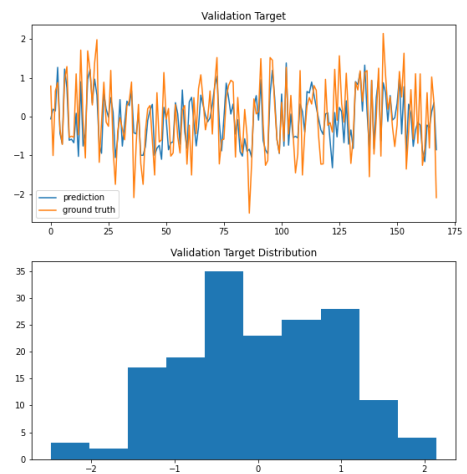 Validation Target
2
1
0
−1
−2
prediction
ground truth
0 25 50 75 100 125 150 175
Validation Target Distribution
35
30
25
20
15
10
5
0
−2 −1 0 1 2